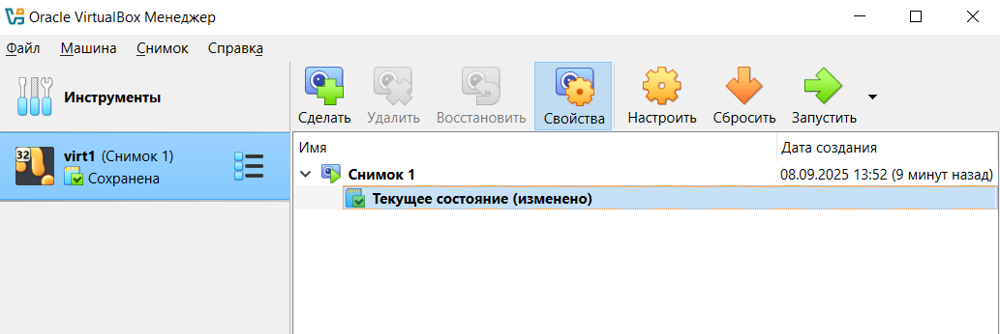 Oracle VirtualBox Менеджер
Файл Машина Снимок Справка
Инструменты
Сделать Удалить Восстановить Свойства Настроить Сбросить Запустить
32
virt1 (Снимок 1)
Сохранена
Имя Дата создания
Снимок 1 08.09.2025 13:52 (9 минут назад)
Текущее состояние (изменено)